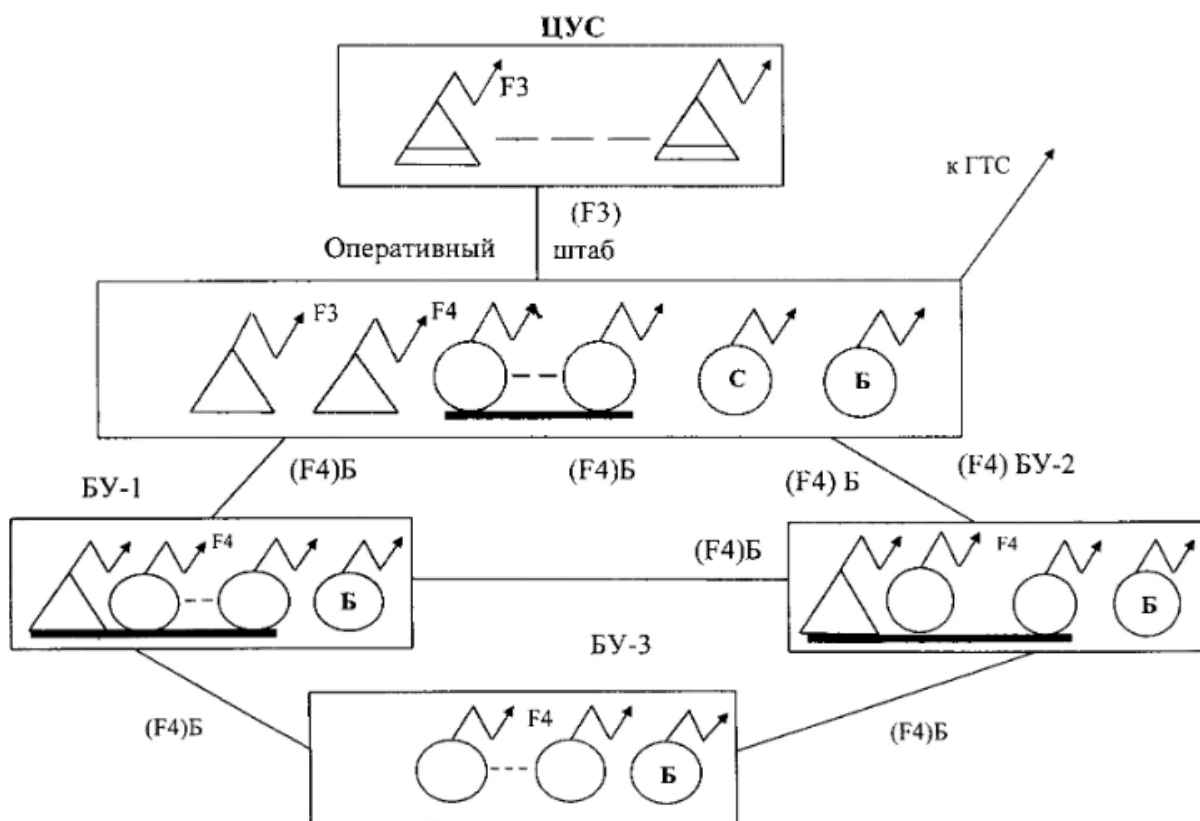 ЦУС
F3
(F3)
к ГТС
Оперативный штаб
F3
F4
С
Б
(F4)Б
(F4)Б
(F4) Б
(F4) БУ-2
БУ-1
F4
Б
(F4)Б
F4
Б
БУ-3
(F4)Б
F4
Б
(F4)Б